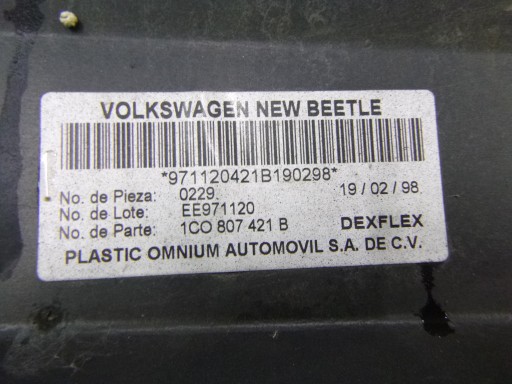 VOLKSWAGEN NEW BEETLE
*971120421B190298*
No. de Pieza: 0229 19 / 02 / 98
No. de Lote: EE971120
No. de Parte: 1CO 807 421 B DEXFLEX
PLASTIC OMNIUM AUTOMOVIL S.A. DE C.V.